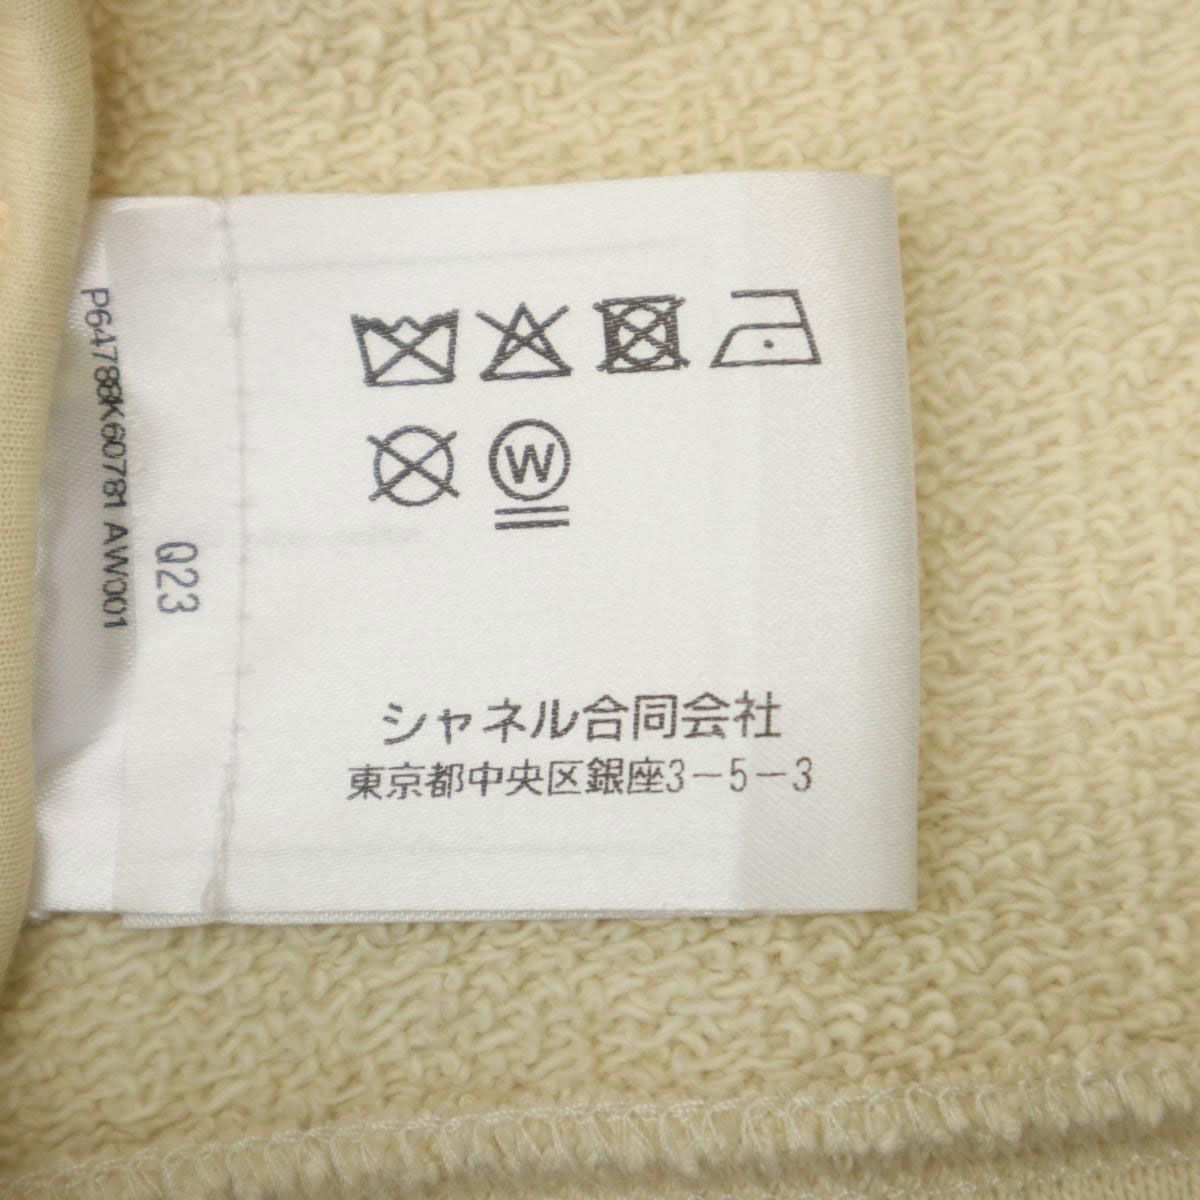 P64788K60781 AW001
Q23
W
シャネル合同会社
東京都中央区銀座3-5-3